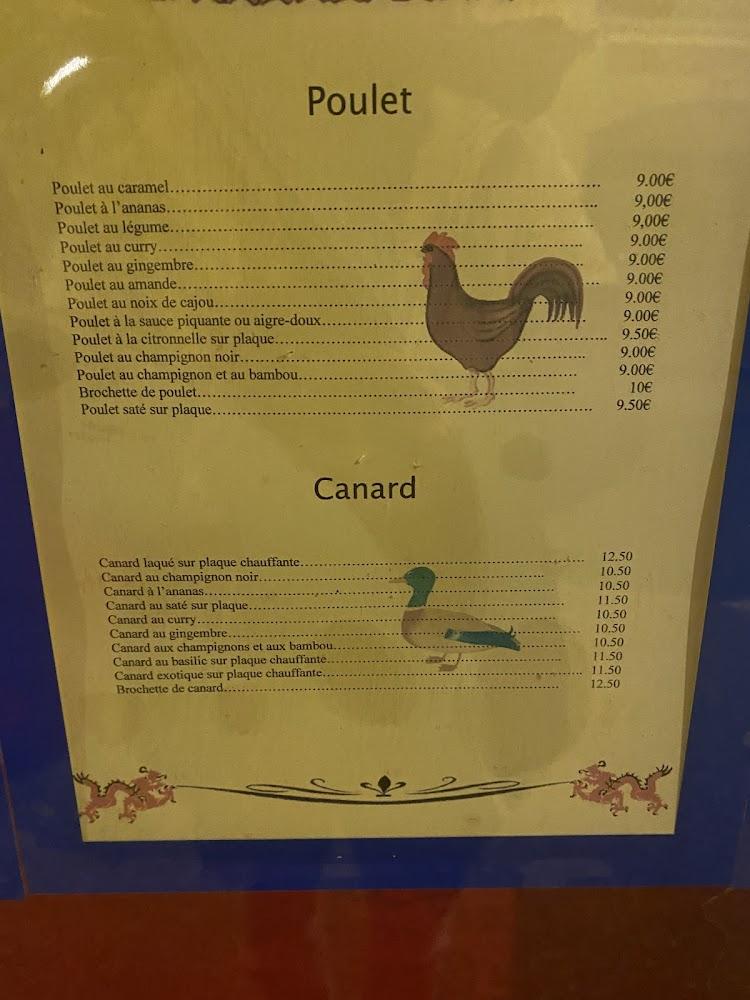 Poulet
Poulet au caramel........................ 9.00€
Poulet à l'ananas........................ 9,00€
Poulet au légume........................ 9,00€
Poulet au curry........................ 9.00€
Poulet au gingembre........................ 9.00€
Poulet au amande........................ 9.00€
Poulet au noix de cajou........................ 9.00€
Poulet à la sauce piquante ou aigre-doux........................ 9.00€
Poulet à la citronnelle sur plaque........................ 9.50€
Poulet au champignon noir........................ 9.00€
Poulet au champignon et au bambou........................ 9.00€
Brochette de poulet........................ 10€
Poulet saté sur plaque........................ 9.50€
Canard
Canard laqué sur plaque chauffante........................ 12.50
Canard au champignon noir........................ 10.50
Canard à l'ananas........................ 10.50
Canard au saté sur plaque........................ 11.50
Canard au curry........................ 10.50
Canard au gingembre........................ 10.50
Canard aux champignons et aux bambou........................ 10.50
Canard au basilic sur plaque chauffante........................ 11.50
Canard exotique sur plaque chauffante........................ 11.50
Brochette de canard........................ 12.50